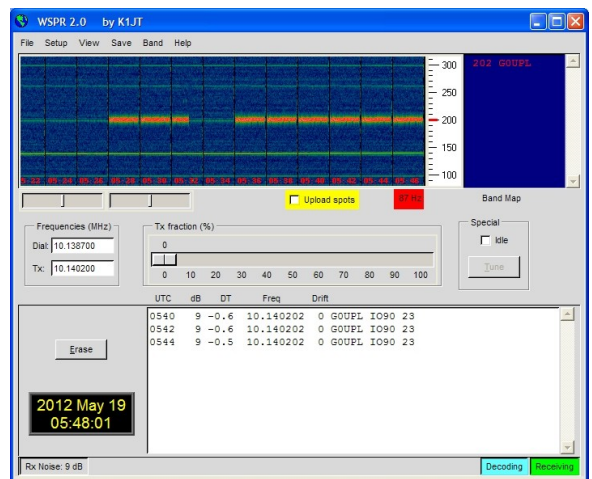 WSPR 2.0 by K1JT
File Setup View Save Band Help
300
250
200
150
100
202 G0UPL
05-24 05-26 05-28 05-30 05-34 05-36 05-38 05-40 05-42 05-44 05-48
Upload spots
87 Hz
Band Map
Frequencies (MHz)
Dial: 10.138700
Tx: 10.140200
Tx fraction (%)
0
0 10 20 30 40 50 60 70 80 90 100
Special
Idle
Tune
UTC dB DT Freq Drift
0540 9 -0.6 10.140202 0 G0UPL IO90 23
0542 9 -0.6 10.140202 0 G0UPL IO90 23
0544 9 -0.5 10.140202 0 G0UPL IO90 23
Erase
2012 May 19
05:48:01
Rx Noise: 9 dB
Decoding
Receiving